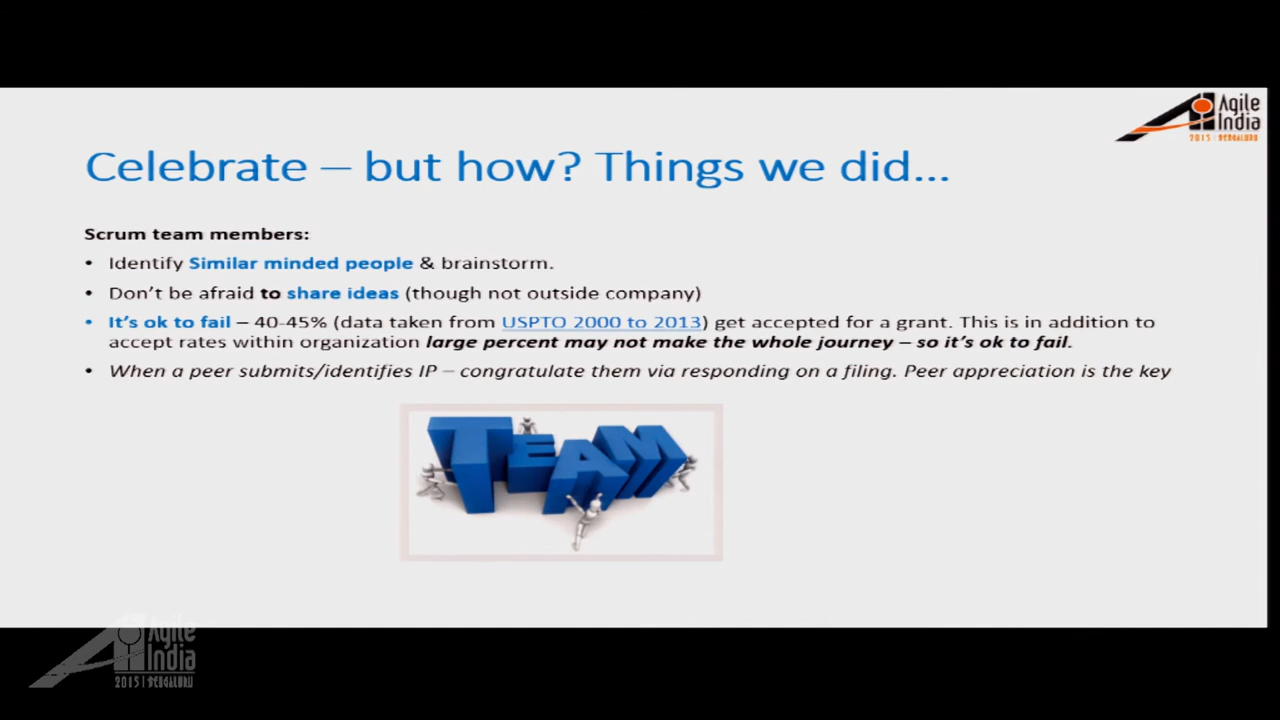 Agile
India
2015 | BENGALURU
Celebrate – but how? Things we did...
Scrum team members:
• Identify Similar minded people & brainstorm.
• Don't be afraid to share ideas (though not outside company)
• It's ok to fail – 40-45% (data taken from USPTO 2000 to 2013) get accepted for a grant. This is in addition to
accept rates within organization large percent may not make the whole journey – so it's ok to fail.
• When a peer submits/identifies IP – congratulate them via responding on a filing. Peer appreciation is the key
TEAM
Agile
India
2015 | BENGALURU